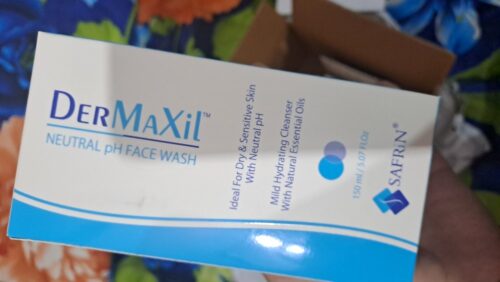 DERMAXiL™
NEUTRAL pH FACE WASH
Ideal For Dry & Sensitive Skin
With Neutral pH
Mild Hydrating Cleanser
With Natural Essential Oils
150 ml / 5.07 FL.Oz
SAFRiN®